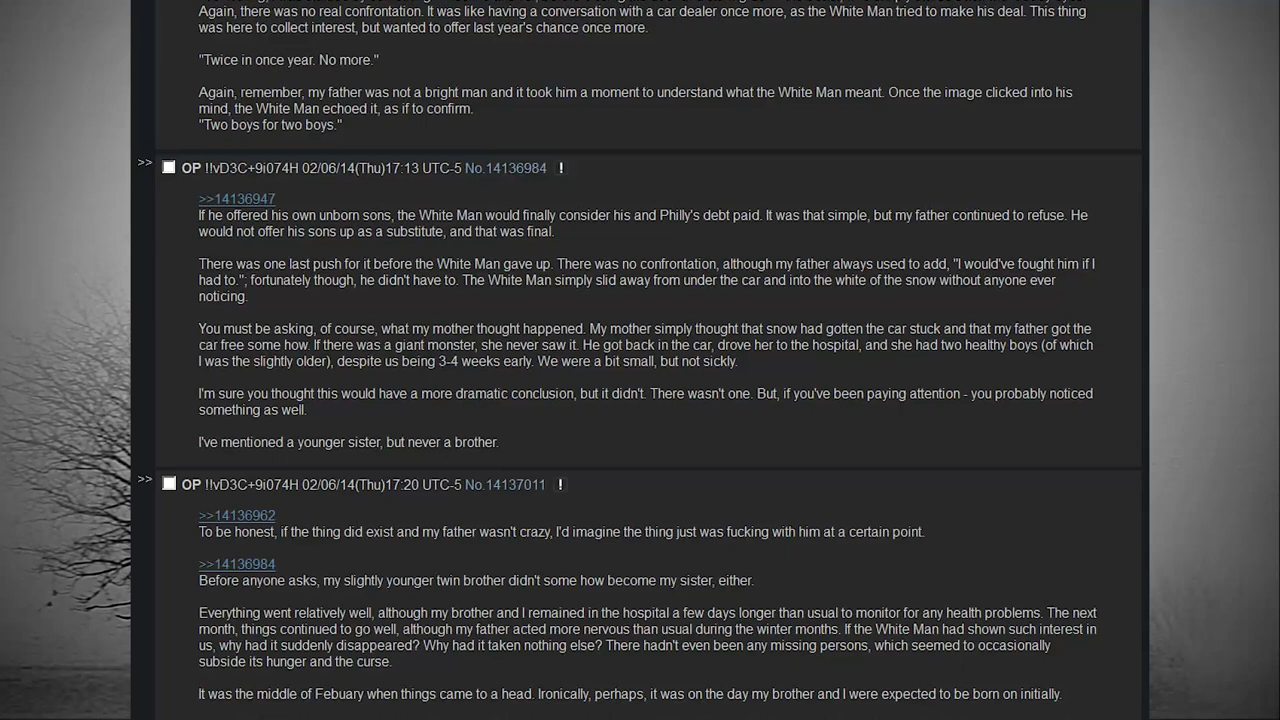 Again, there was no real confrontation. It was like having a conversation with a car dealer once more, as the White Man tried to make his deal. This thing
was here to collect interest, but wanted to offer last year's chance once more.
"Twice in once year. No more."
Again, remember, my father was not a bright man and it took him a moment to understand what the White Man meant. Once the image clicked into his
mind, the White Man echoed it, as if to confirm.
"Two boys for two boys."
>> OP !!vD3C+9i074H 02/06/14(Thu)17:13 UTC-5 No.14136984 !
>>14136947
If he offered his own unborn sons, the White Man would finally consider his and Philly's debt paid. It was that simple, but my father continued to refuse. He
would not offer his sons up as a substitute, and that was final.
There was one last push for it before the White Man gave up. There was no confrontation, although my father always used to add, "I would've fought him if I
had to."; fortunately though, he didn't have to. The White Man simply slid away from under the car and into the white of the snow without anyone ever
noticing.
You must be asking, of course, what my mother thought happened. My mother simply thought that snow had gotten the car stuck and that my father got the
car free some how. If there was a giant monster, she never saw it. He got back in the car, drove her to the hospital, and she had two healthy boys (of which
I was the slightly older), despite us being 3-4 weeks early. We were a bit small, but not sickly.
I'm sure you thought this would have a more dramatic conclusion, but it didn't. There wasn't one. But, if you've been paying attention - you probably noticed
something as well.
I've mentioned a younger sister, but never a brother.
>> OP !!vD3C+9i074H 02/06/14(Thu)17:20 UTC-5 No.14137011 !
>>14136962
To be honest, if the thing did exist and my father wasn't crazy, I'd imagine the thing just was fucking with him at a certain point.
>>14136984
Before anyone asks, my slightly younger twin brother didn't some how become my sister, either.
Everything went relatively well, although my brother and I remained in the hospital a few days longer than usual to monitor for any health problems. The next
month, things continued to go well, although my father acted more nervous than usual during the winter months. If the White Man had shown such interest in
us, why had it suddenly disappeared? Why had it taken nothing else? There hadn't even been any missing persons, which seemed to occasionally
subside its hunger and the curse.
It was the middle of Febuary when things came to a head. Ironically, perhaps, it was on the day my brother and I were expected to be born on initially.